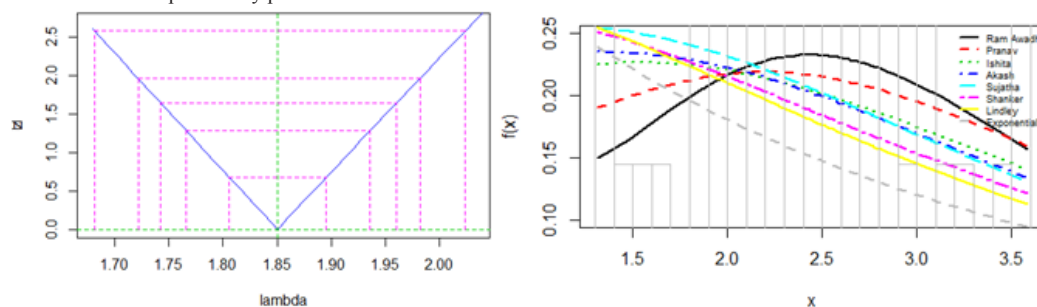 2.5
2.0
1.5
1.0
0.5
0.0
|z|
1.70
1.75
1.80
1.85
1.90
1.95
2.00
lambda
0.25
0.20
0.15
0.10
f(x)
Ram Awadh
Pranav
Ishita
Akash
Sujatha
Shanker
Lindley
Exponential
1.5
2.0
2.5
3.0
3.5
x